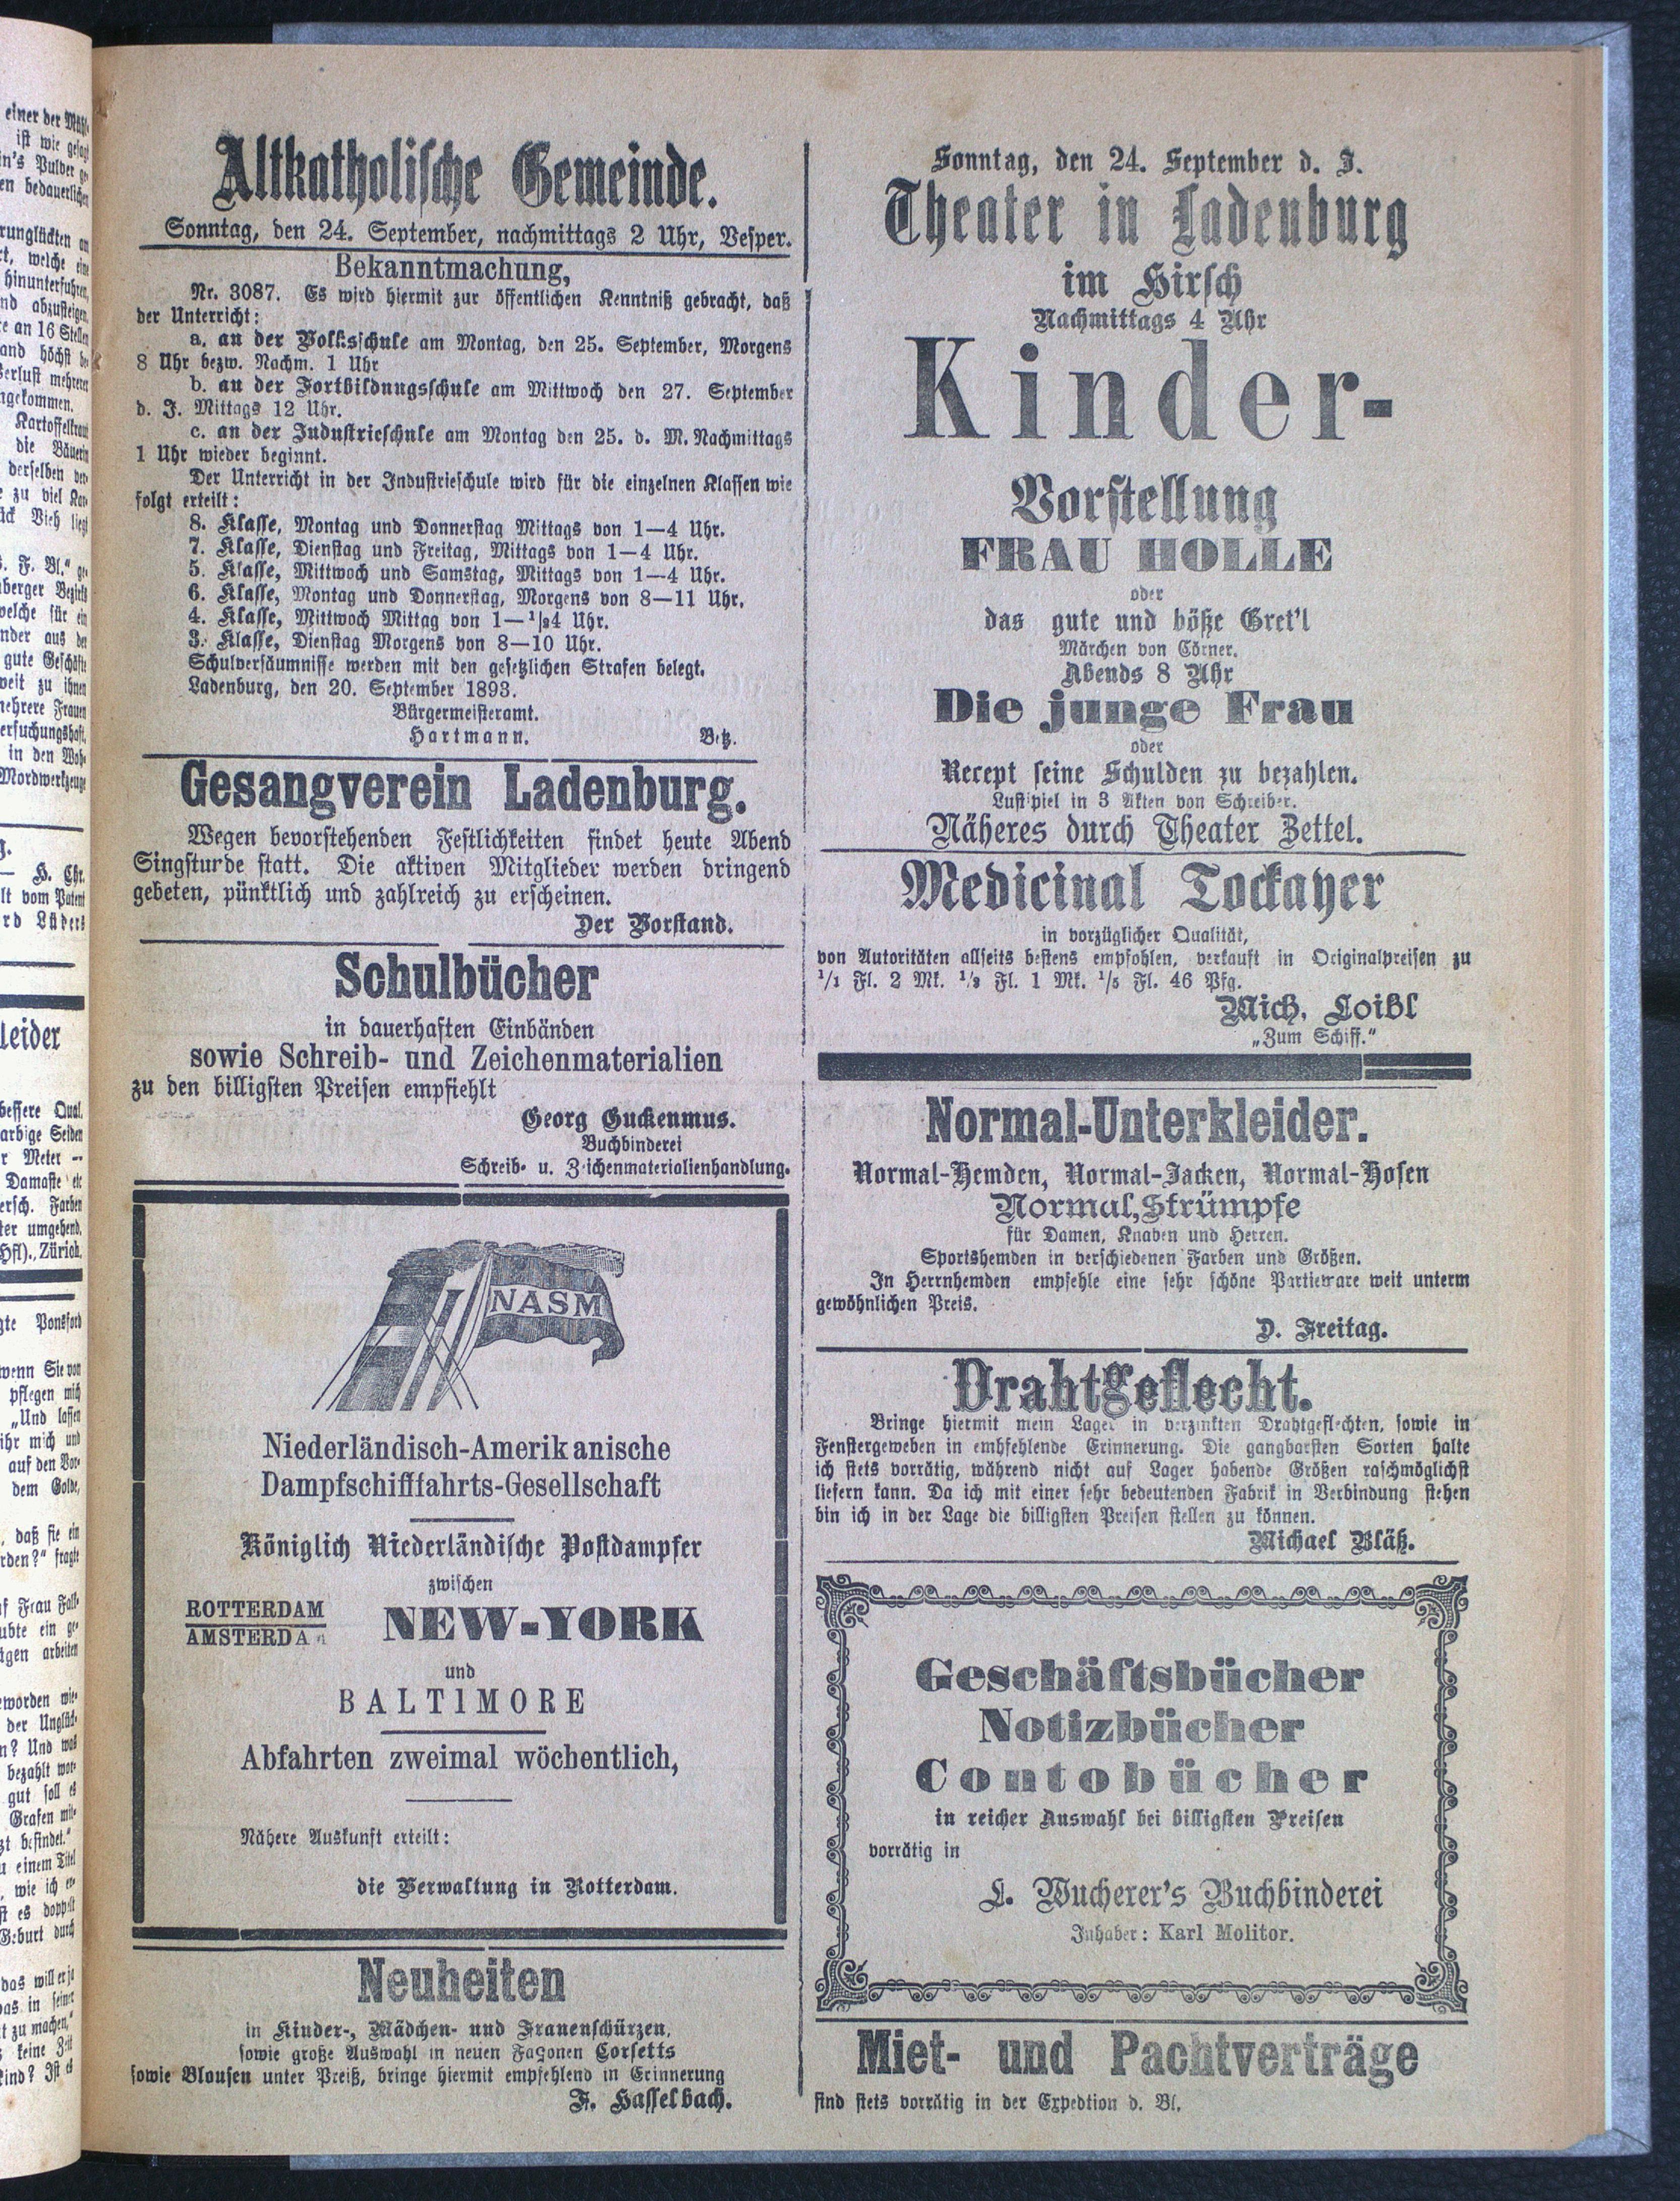 Altkatholische Gemeinde.
Sonntag, den 24. September, nachmittags 2 Uhr, Vesper.
Bekanntmachung,
Nr. 3087. Es wird hiermit zur öffentlichen Kenntniß gebracht, daß
der Unterricht:
a. an der Volksschule am Montag, den 25. September, Morgens
8 Uhr bezw. Nachm. 1 Uhr
b. an der Fortbildungsschule am Mittwoch den 27. September
d. J. Mittags 12 Uhr.
c. an der Industrieschule am Montag den 25. d. M. Nachmittags
1 Uhr wieder beginnt.
Der Unterricht in der Industrieschule wird für die einzelnen Klassen wie
folgt erteilt:
8. Klasse, Montag und Donnerstag Mittags von 1—4 Uhr.
7. Klasse, Dienstag und Freitag, Mittags von 1—4 Uhr.
5. Klasse, Mittwoch und Samstag, Mittags von 1—4 Uhr.
6. Klasse, Montag und Donnerstag, Morgens von 8—11 Uhr,
4. Klasse, Mittwoch Mittag von 1—1/24 Uhr.
3. Klasse, Dienstag Morgens von 8—10 Uhr.
Schulversäumnisse werden mit den gesetzlichen Strafen belegt.
Ladenburg, den 20. September 1893.
Bürgermeisteramt.
Hartmann. Betz.
Gesangverein Ladenburg.
Wegen bevorstehenden Festlichkeiten findet heute Abend
Singsturde statt. Die aktiven Mitglieder werden dringend
gebeten, pünktlich und zahlreich zu erscheinen.
Der Vorstand.
Schulbücher
in dauerhaften Einbänden
sowie Schreib- und Zeichenmaterialien
zu den billigsten Preisen empfiehlt
Georg Guckenmus.
Buchbinderei
Schreib- u. Zeichenmaterialienhandlung.
NASM
Niederländisch-Amerikanische
Dampfschifffahrts-Gesellschaft
Königlich Niederländische Postdampfer
zwischen
ROTTERDAM
AMSTERDAM
NEW-YORK
und
BALTIMORE
Abfahrten zweimal wöchentlich,
Nähere Auskunft erteilt:
die Verwaltung in Rotterdam.
Neuheiten
in Kinder-, Mädchen- und Frauenschürzen,
sowie große Auswahl in neuen Façonen Corsetts
sowie Blousen unter Preiß, bringe hiermit empfehlend in Erinnerung
F. Hasselbach.
Sonntag, den 24. September d. J.
Theater in Ladenburg
im Hirsch
Nachmittags 4 Uhr
Kinder-
Vorstellung
FRAU HOLLE
oder
das gute und böße Gret'l
Märchen von Cörner.
Abends 8 Uhr
Die junge Frau
oder
Recept seine Schulden zu bezahlen.
Lustspiel in 3 Akten von Schreiber.
Näheres durch Theater Zettel.
Medicinal Tockayer
in vorzüglicher Qualität,
von Autoritäten allseits bestens empfohlen, verkauft in Originalpreisen zu
1/1 Fl. 2 Mk. 1/2 Fl. 1 Mk. 1/5 Fl. 46 Pfg.
Mich. Loibl
„Zum Schiff."
Normal-Unterkleider.
Normal-Hemden, Normal-Jacken, Normal-Hosen
Normal,Strümpfe
für Damen, Knaben und Herren.
Sportshemden in verschiedenen Farben und Größen.
In Herrnhemden empfehle eine sehr schöne Partieware weit unterm
gewöhnlichen Preis.
D. Freitag.
Drahtgeflecht.
Bringe hiermit mein Lager in verzinkten Drahtgeflechten, sowie in
Fenstergeweben in emhfehlende Erinnerung. Die gangbarsten Sorten halte
ich stets vorrätig, während nicht auf Lager habende Größen raschmöglichst
liefern kann. Da ich mit einer sehr bedeutenden Fabrik in Verbindung stehen
bin ich in der Lage die billigsten Preisen stellen zu können.
Michael Bläß.
Geschäftsbücher
Notizbücher
Contobücher
in reicher Auswahl bei billigsten Preisen
vorrätig in
L. Wucherer's Buchbinderei
Inhaber: Karl Molitor.
Miet- und Pachtverträge
sind stets vorrätig in der Expedtion d. Bl.